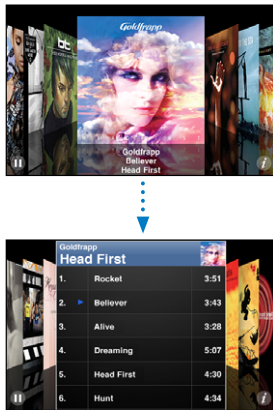 Goldfrapp
bt
Goldfrapp
Believer
Head First
i
Goldfrapp
Head First
1. Rocket 3:51
2. Believer 3:43
3. Alive 3:28
4. Dreaming 5:07
5. Head First 4:30
6. Hunt 4:34
i